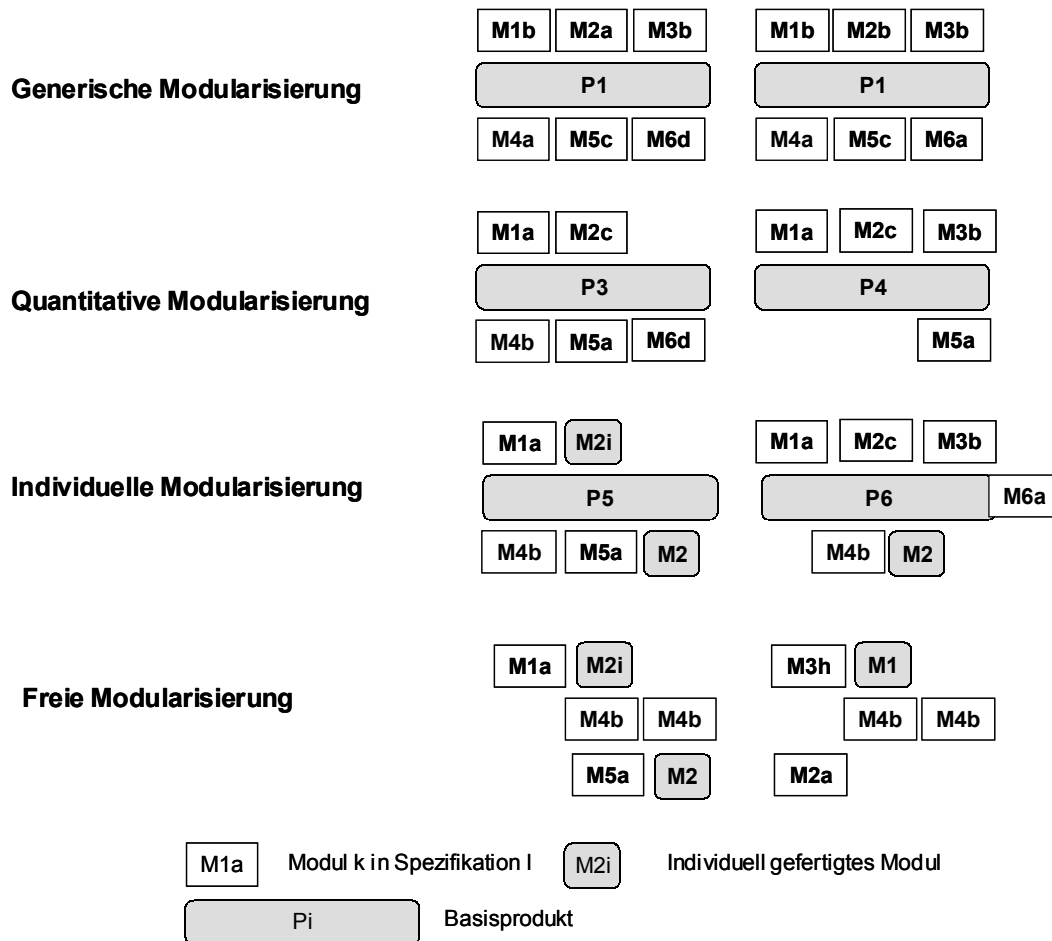 M1b M2a M3b M1b M2b M3b
Generische Modularisierung P1 P1
M4a M5c M6d M4a M5c M6a
M1a M2c M1a M2c M3b
Quantitative Modularisierung P3 P4
M4b M5a M6d M5a
M1a M2i M1a M2c M3b
Individuelle Modularisierung P5 P6 M6a
M4b M5a M2 M4b M2
M1a M2i M3h M1
Freie Modularisierung M4b M4b M4b M4b
M5a M2 M2a
M1a Modul k in Spezifikation l M2i Individuell gefertigtes Modul
Pi Basisprodukt